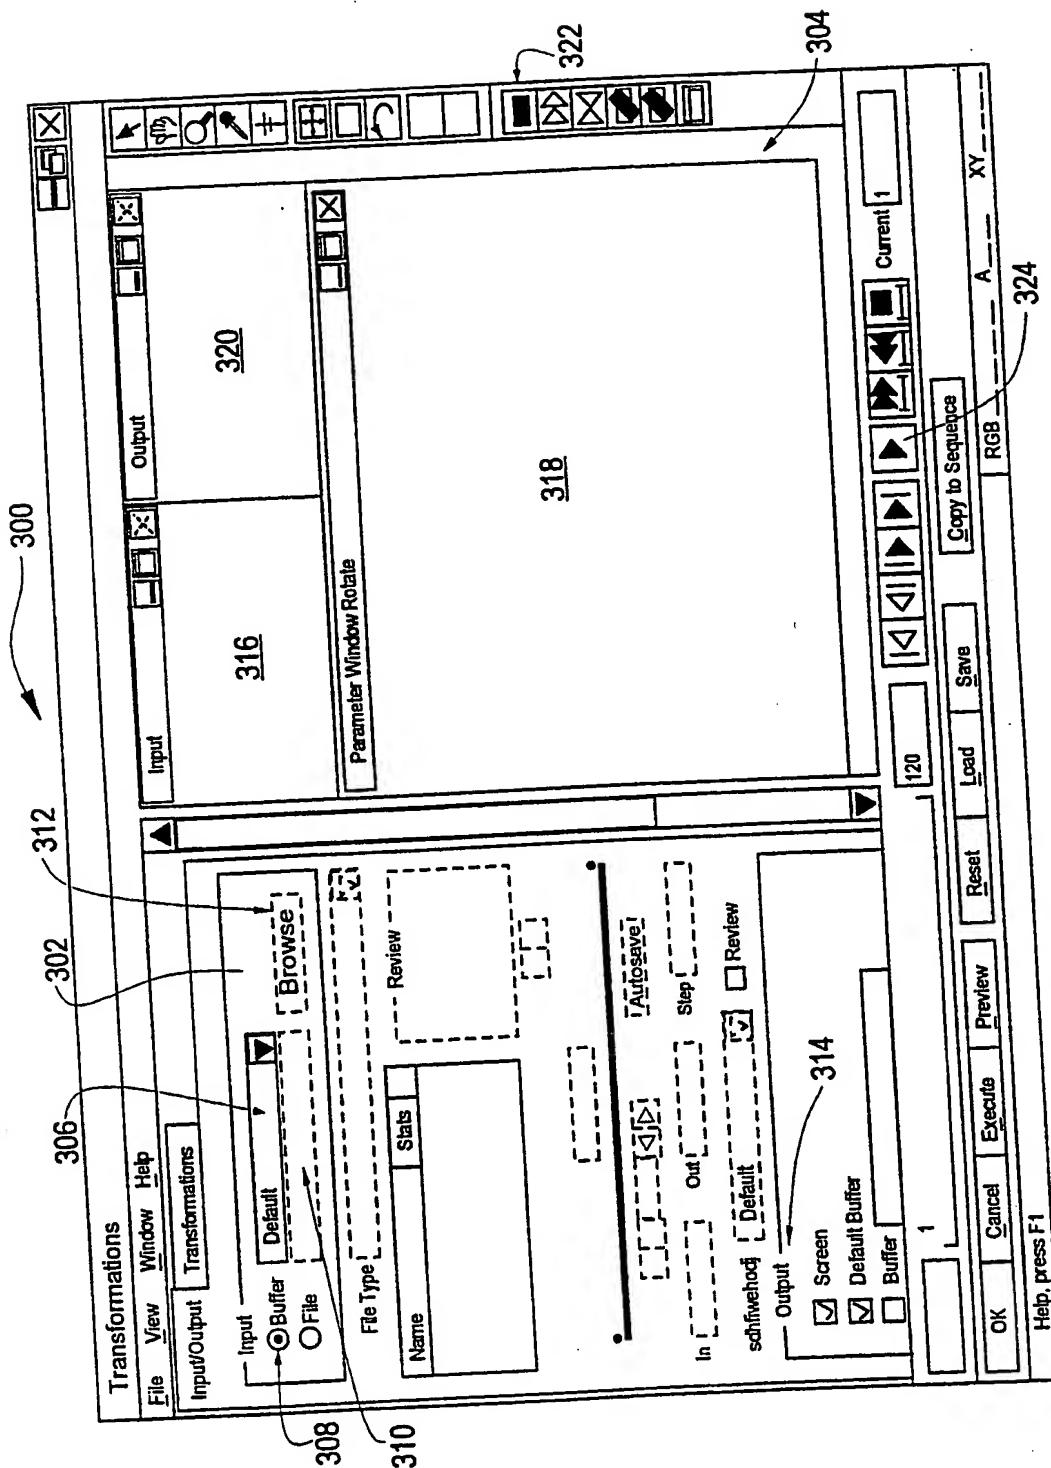 300
Transformations
File View Window Help
306
302
312
Input/Output
Transformations
Input
Buffer
Default
File
Browse
308
310
File Type
Name
Stats
Review
Autosave
In
Out
Step
sdhfiwehodj
Default
Review
Output
314
Screen
Default Buffer
Buffer
Input
Output
316
320
Parameter Window Rotate
318
322
304
1
120
Current 1
324
OK
Cancel
Execute
Preview
Reset
Load
Save
Copy to Sequence
Help, press F1
RGB
A
XY